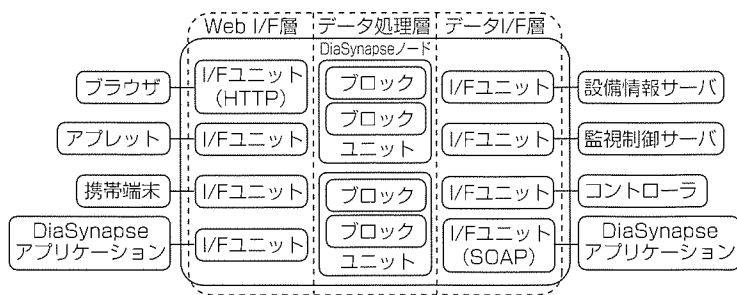 Web I/F層
データ処理層
データI/F層
DiaSynapseノード
ブラウザ
I/Fユニット
(HTTP)
ブロック
ブロック
ユニット
I/Fユニット
設備情報サーバ
アプレット
I/Fユニット
I/Fユニット
監視制御サーバ
携帯端末
I/Fユニット
ブロック
ブロック
ユニット
I/Fユニット
コントローラ
DiaSynapse
アプリケーション
I/Fユニット
I/Fユニット
(SOAP)
DiaSynapse
アプリケーション